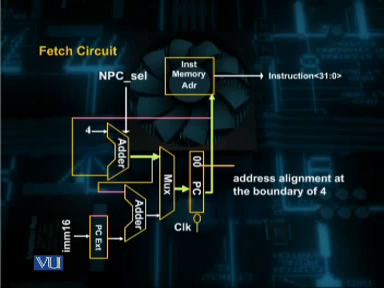 Fetch Circuit
Inst
Memory
Adr
NPC_sel
Instruction<31:0>
4
Adder
Mux
00
PC
address alignment at
the boundary of 4
Adder
imm16
PC Ext
Clk
VU